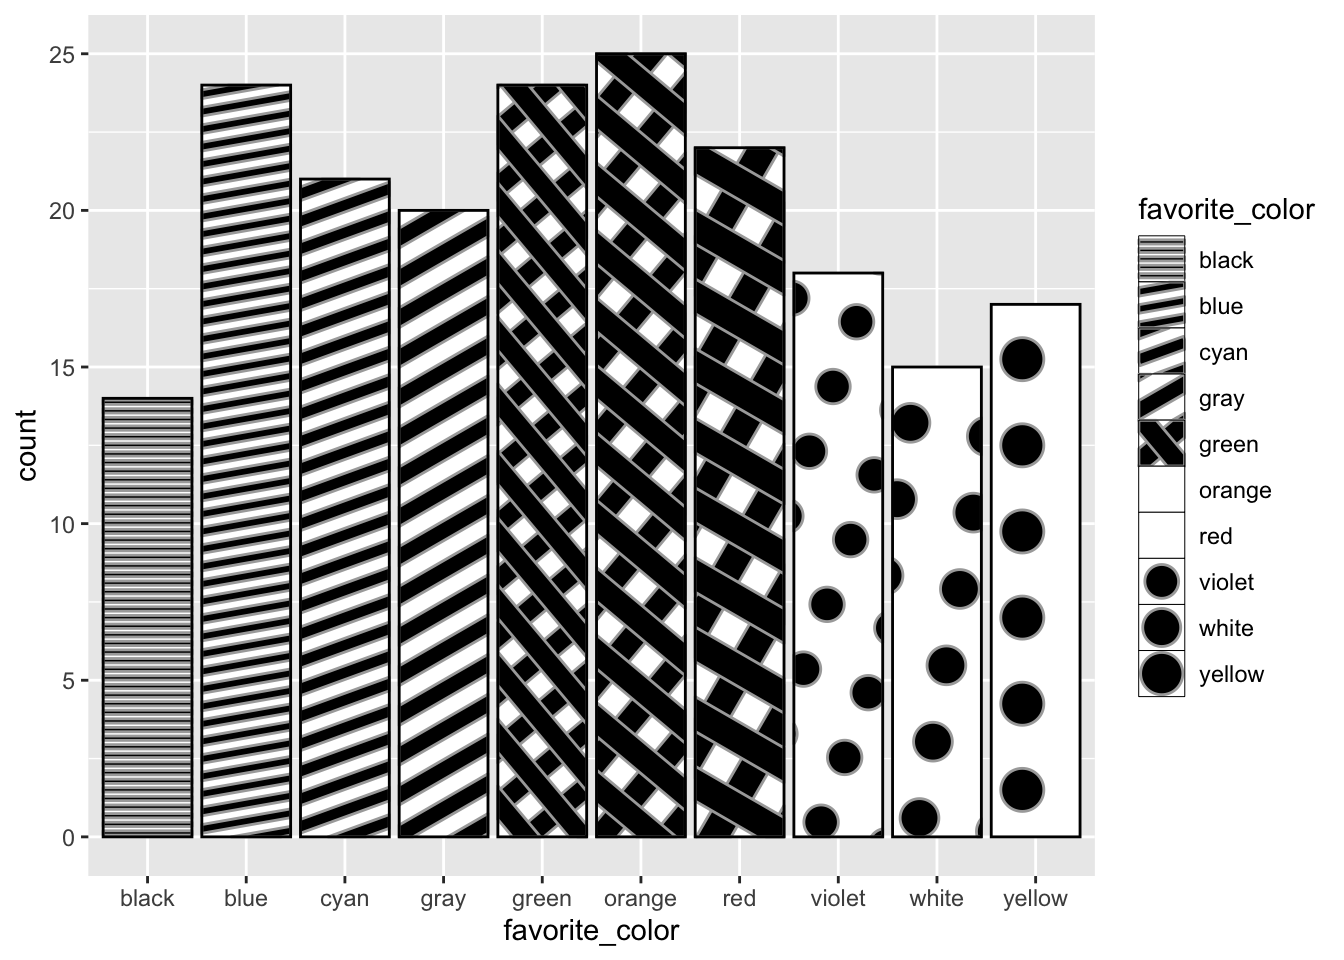 25
20
15
10
5
0
count
black blue cyan gray green orange red violet white yellow
favorite_color
favorite_color
black
blue
cyan
gray
green
orange
red
violet
white
yellow